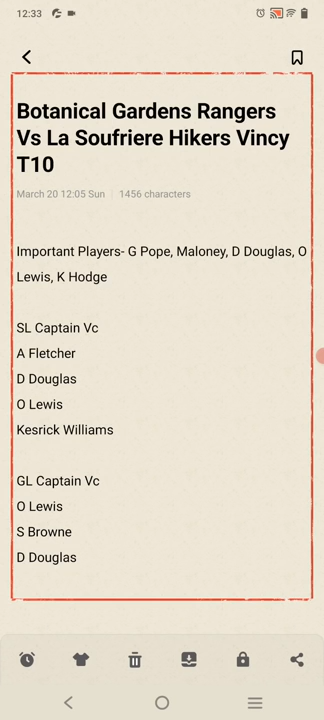 12:33
Botanical Gardens Rangers
Vs La Soufriere Hikers Vincy
T10
March 20 12:05 Sun | 1456 characters
Important Players- G Pope, Maloney, D Douglas, O
Lewis, K Hodge
SL Captain Vc
A Fletcher
D Douglas
O Lewis
Kesrick Williams
GL Captain Vc
O Lewis
S Browne
D Douglas